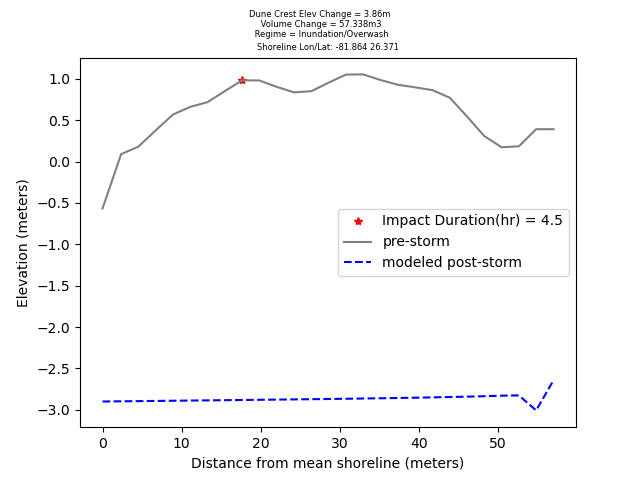 Dune Crest Elev Change = 3.86m
Volume Change = 57.338m3
Regime = Inundation/Overwash
Shoreline Lon/Lat: -81.864 26.371
1.0
0.5
0.0
−0.5
−1.0
−1.5
−2.0
−2.5
−3.0
Elevation (meters)
Impact Duration(hr) = 4.5
pre-storm
modeled post-storm
0 10 20 30 40 50
Distance from mean shoreline (meters)